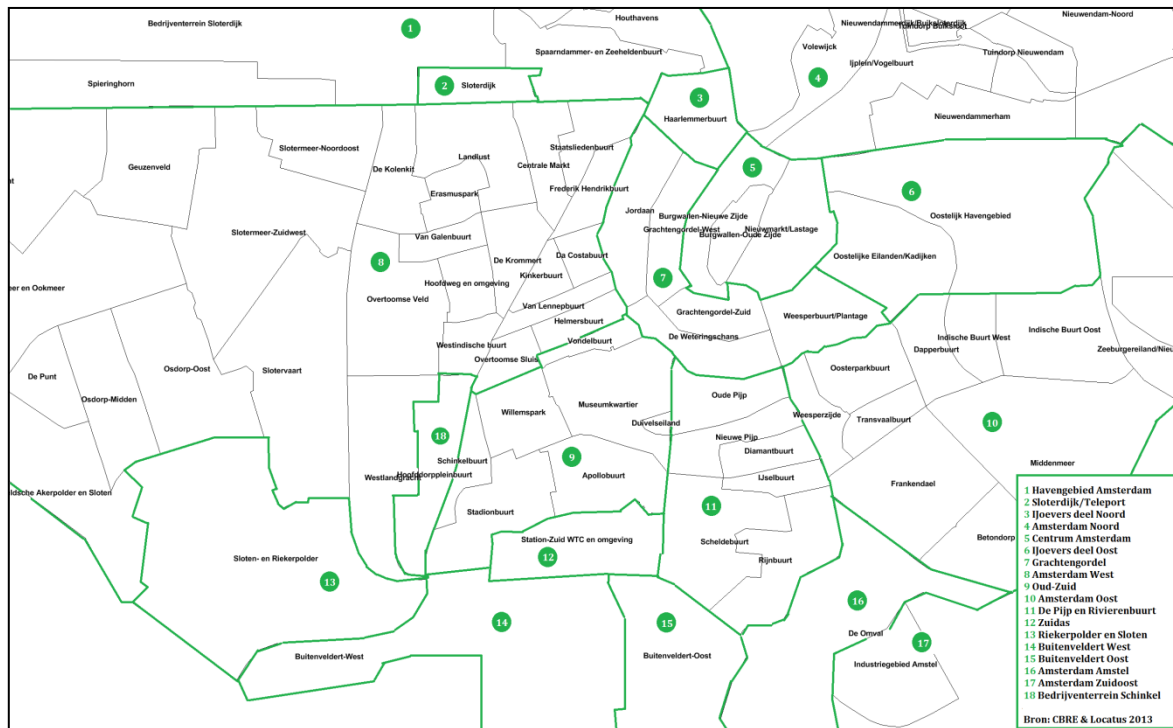 Bedrijventerrein Sloterdijk
1
Houthavens
Spaarndammer- en Zeeheldenbuurt
Nieuwendam-Noord
Nieuwendammerdijk/Buiksloterdijk
Tuindorp Buiksloot
Volewijck
Tuindorp Nieuwendam
IJplein/Vogelbuurt
4
Spieringhorn
2
Sloterdijk
3
Haarlemmerbuurt
Nieuwendammerham
Slotermeer-Noordoost
Geuzenveld
De Kolenkit
Landlust
Staatsliedenbuurt
Centrale Markt
5
Erasmuspark
Frederik Hendrikbuurt
6
Jordaan
Burgwallen-Nieuwe Zijde
Oostelijk Havengebied
Slotermeer-Zuidwest
Van Galenbuurt
Grachtengordel-West
Nieuwmarkt/Lastage
Burgwallen-Oude Zijde
8
De Krommert
Da Costabuurt
Oostelijke Eilanden/Kadijken
Kinkerbuurt
7
Hoofdweg en omgeving
er en Ookmeer
Overtoomse Veld
Van Lennepbuurt
Grachtengordel-Zuid
Weesperbuurt/Plantage
Helmersbuurt
Indische Buurt Oost
De Weteringschans
Indische Buurt West
Vondelbuurt
Westindische buurt
Dapperbuurt
Zeeburgereiland/Nieu
Overtoomse Sluis
De Punt
Osdorp-Oost
Slotervaart
Oosterparkbuurt
Osdorp-Midden
Oude Pijp
Willemspark
Museumkwartier
Weesperzijde
Transvaalbuurt
Duivelseiland
10
18
Nieuwe Pijp
Diamantbuurt
9
Schinkelbuurt
Middenmeer
Westlandgracht
Hoofddorppleinbuurt
Apollobuurt
IJselbuurt
Frankendael
ldsche Akerpolder en Sloten
Stadionbuurt
11
Betondorp
Station-Zuid WTC en omgeving
Scheldebuurt
12
Sloten- en Riekerpolder
Rijnbuurt
13
16
14
15
De Omval
17
Buitenveldert-West
Buitenveldert-Oost
Industriegebied Amstel
1 Havengebied Amsterdam
2 Sloterdijk/Teleport
3 IJoevers deel Noord
4 Amsterdam Noord
5 Centrum Amsterdam
6 IJoevers deel Oost
7 Grachtengordel
8 Amsterdam West
9 Oud-Zuid
10 Amsterdam Oost
11 De Pijp en Rivierenbuurt
12 Zuidas
13 Riekerpolder en Sloten
14 Buitenveldert West
15 Buitenveldert Oost
16 Amsterdam Amstel
17 Amsterdam Zuidoost
18 Bedrijventerrein Schinkel
Bron: CBRE & Locatus 2013